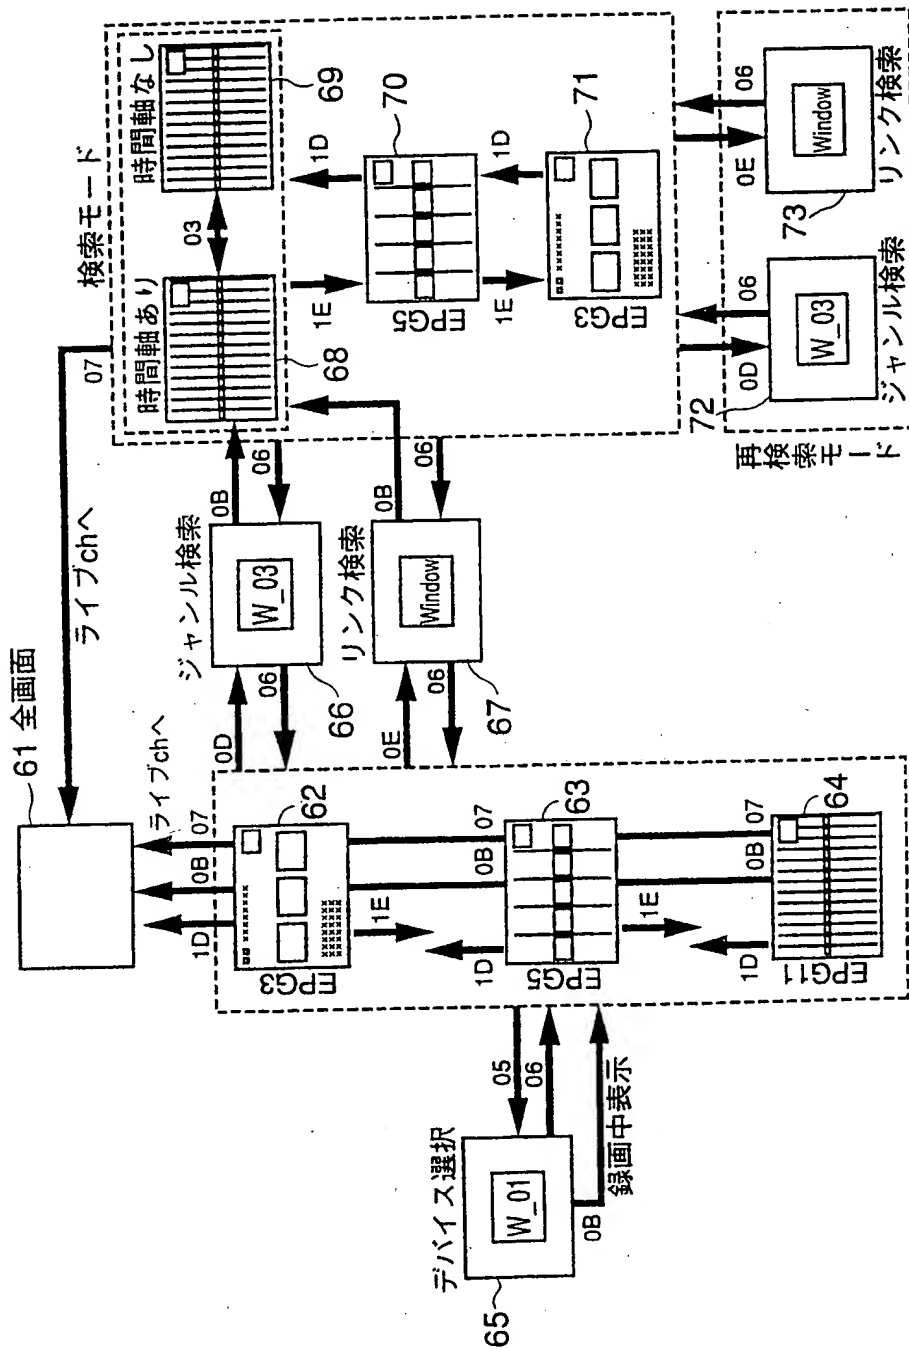 61 全画面
ライブchへ
07
検索モード
時間軸あり
時間軸なし
03
68
69
1E
1D
70
EPG5
1E
1D
71
EPG3
ジャンル検索
W_03
66
0D
06
0B
06
リンク検索
Window
67
0E
06
0B
06
ライブchへ
1D
0B
07
62
EPG3
1E
1D
0B
07
63
EPG5
1E
1D
0B
07
64
EPG11
デバイス選択
W_01
65
05
06
0B
録画中表示
再検索モード
72
W_03
ジャンル検索
0D
06
73
Window
リンク検索
0E
06